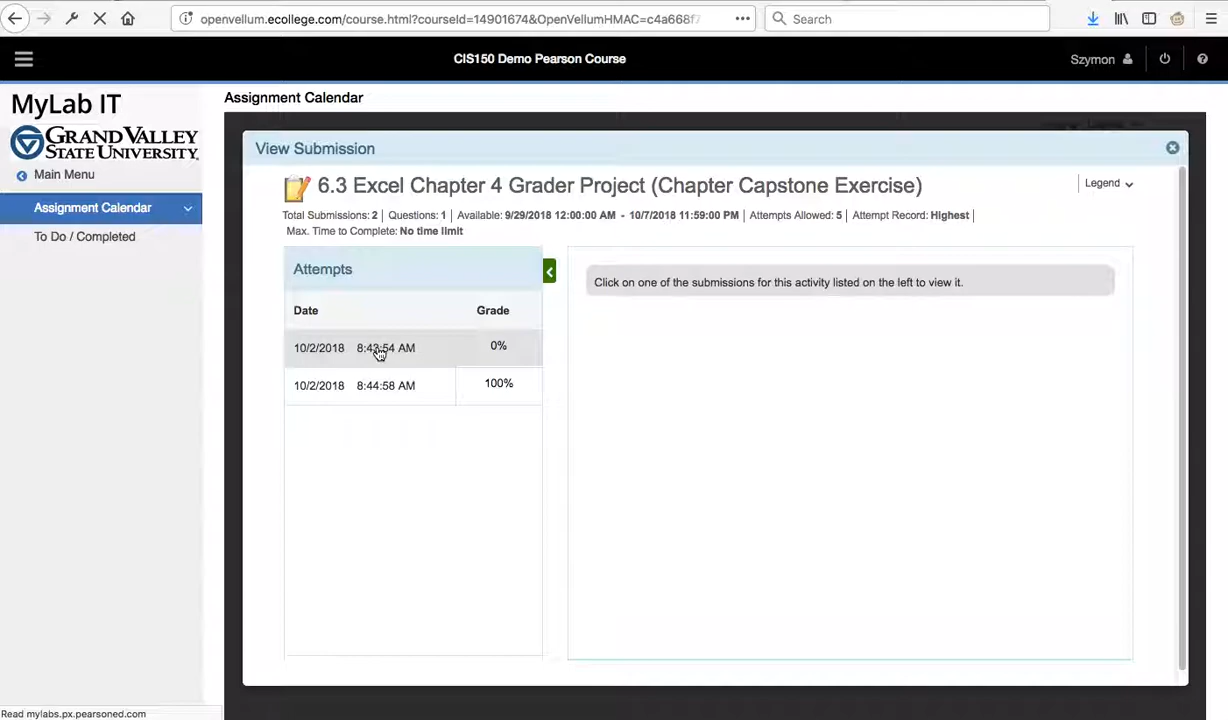 openvellum.ecollege.com/course.html?courseId=14901674&OpenVellumHMAC=c4a668f7
Search
CIS150 Demo Pearson Course
Szymon
MyLab IT
GRAND VALLEY
STATE UNIVERSITY
Main Menu
Assignment Calendar
To Do / Completed
Assignment Calendar
View Submission
6.3 Excel Chapter 4 Grader Project (Chapter Capstone Exercise)
Legend
Total Submissions: 2 | Questions: 1 | Available: 9/29/2018 12:00:00 AM - 10/7/2018 11:59:00 PM | Attempts Allowed: 5 | Attempt Record: Highest |
Max. Time to Complete: No time limit
Attempts
Date Grade
10/2/2018 8:43:54 AM 0%
10/2/2018 8:44:58 AM 100%
Click on one of the submissions for this activity listed on the left to view it.
Read mylabs.px.pearsoned.com